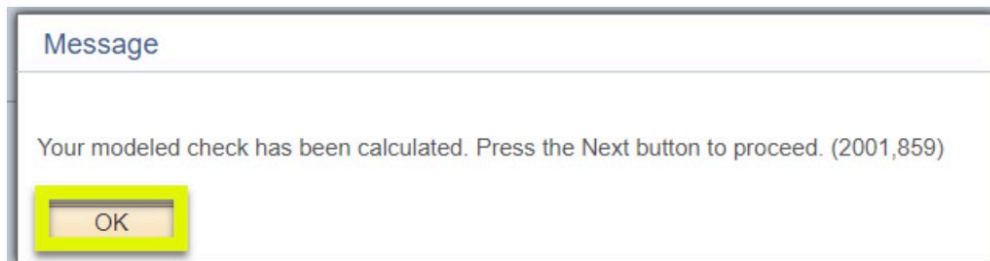 Message
Your modeled check has been calculated. Press the Next button to proceed. (2001,859)
OK